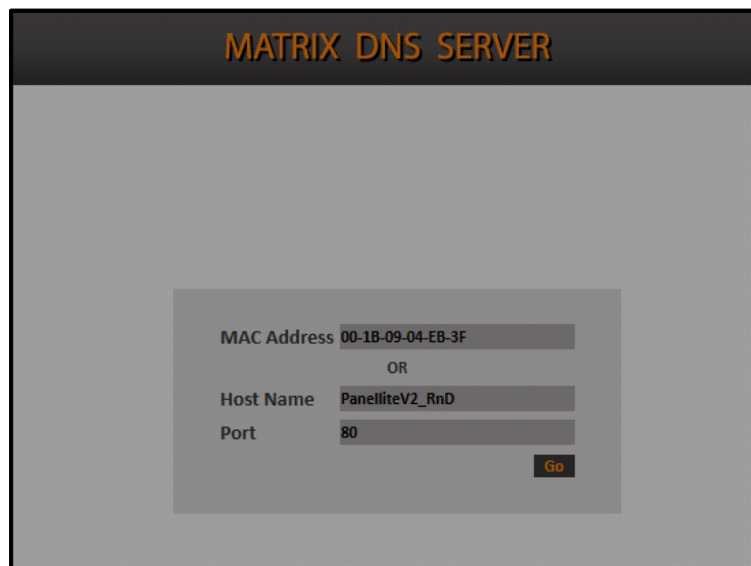 MATRIX DNS SERVER
MAC Address 00-1B-09-04-EB-3F
OR
Host Name PanelliteV2_RnD
Port 80
Go